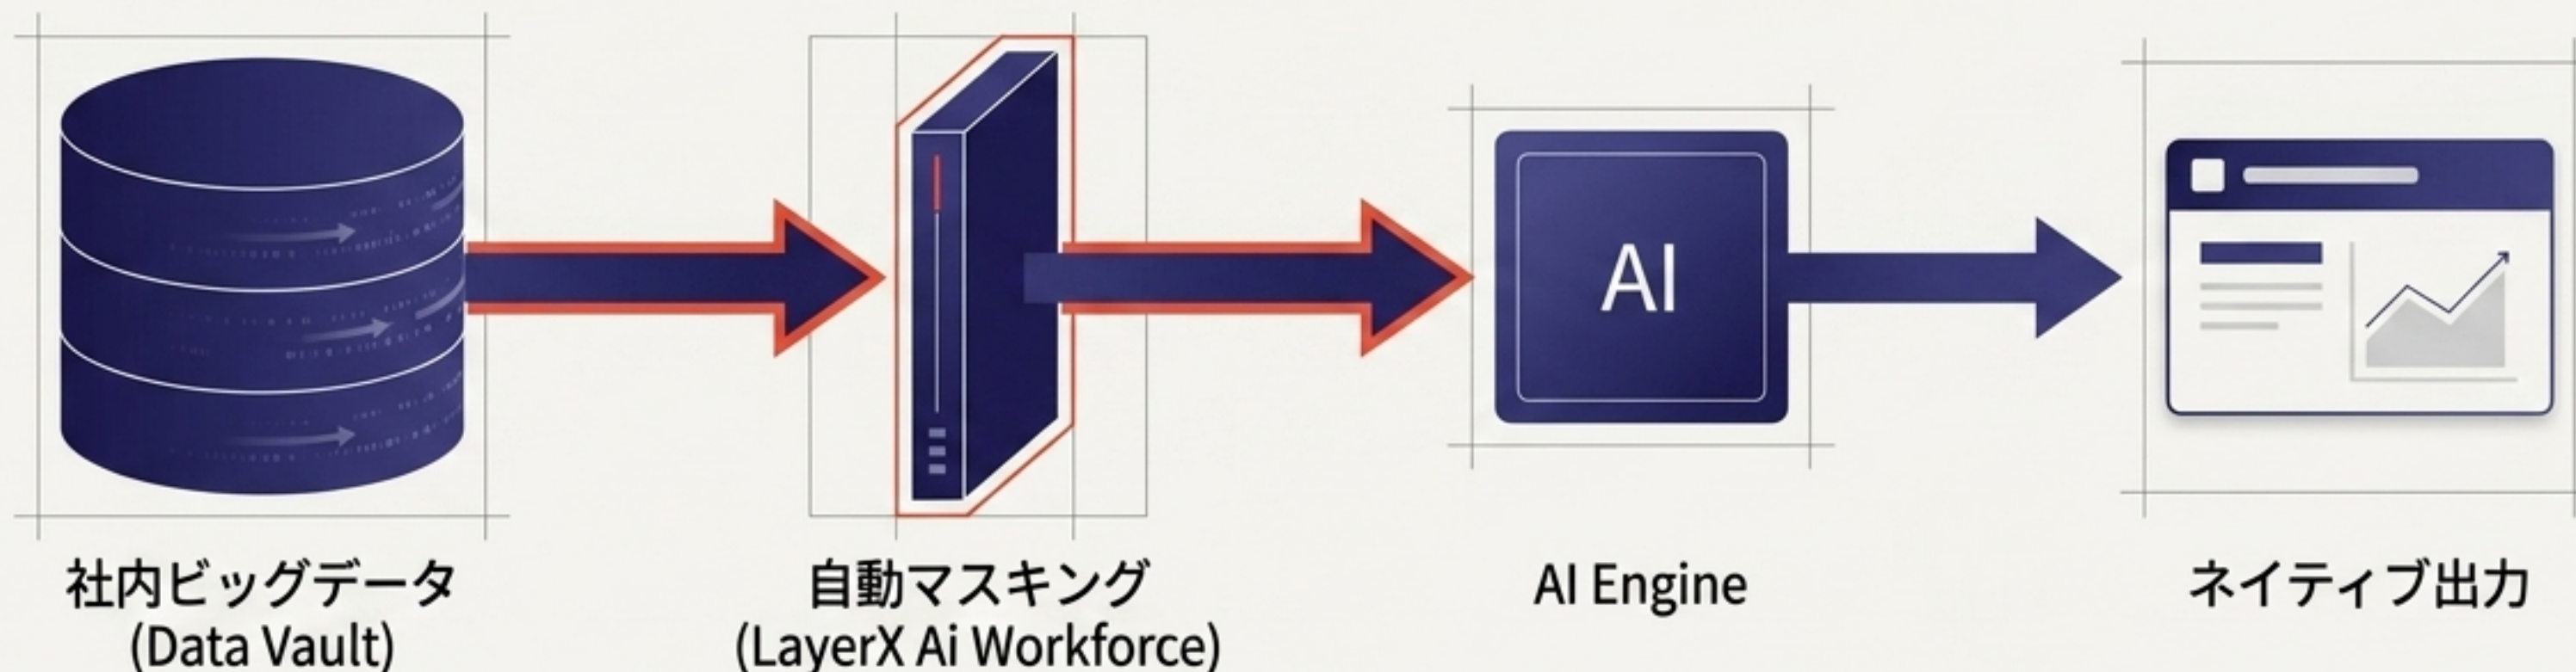 社内ビッグデータ
(Data Vault)
自動マスキング
(LayerX Ai Workforce)
AI
AI Engine
ネイティブ出力